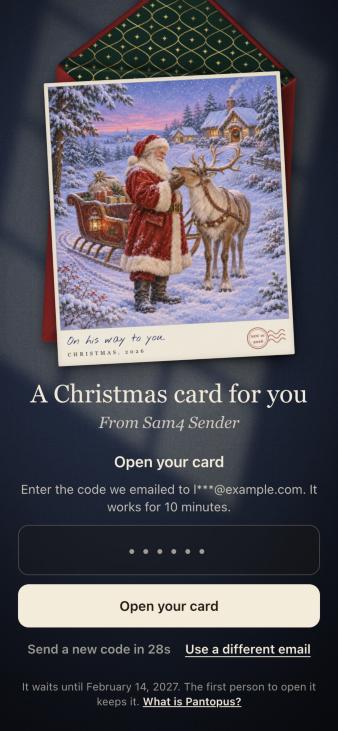 On his way to you.
CHRISTMAS, 2026
A Christmas card for you
From Sam4 Sender
Open your card
Enter the code we emailed to l***@example.com. It
works for 10 minutes.
Open your card
Send a new code in 28s Use a different email
It waits until February 14, 2027. The first person to open it
keeps it. What is Pantopus?